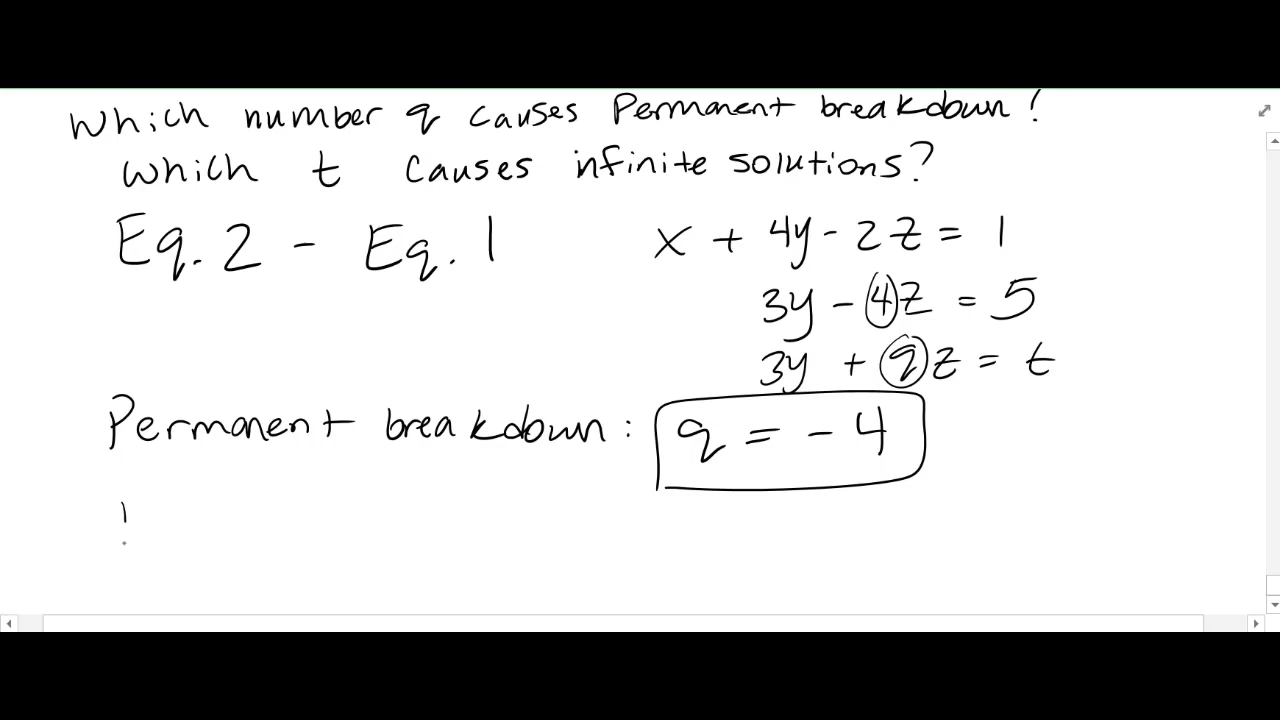 Which number q causes Permanent breakdown?
Which t causes infinite solutions?
Eq. 2 - Eq. 1
x + 4y - 2z = 1
3y - 4z = 5
3y + qz = t
Permanent breakdown: q = -4